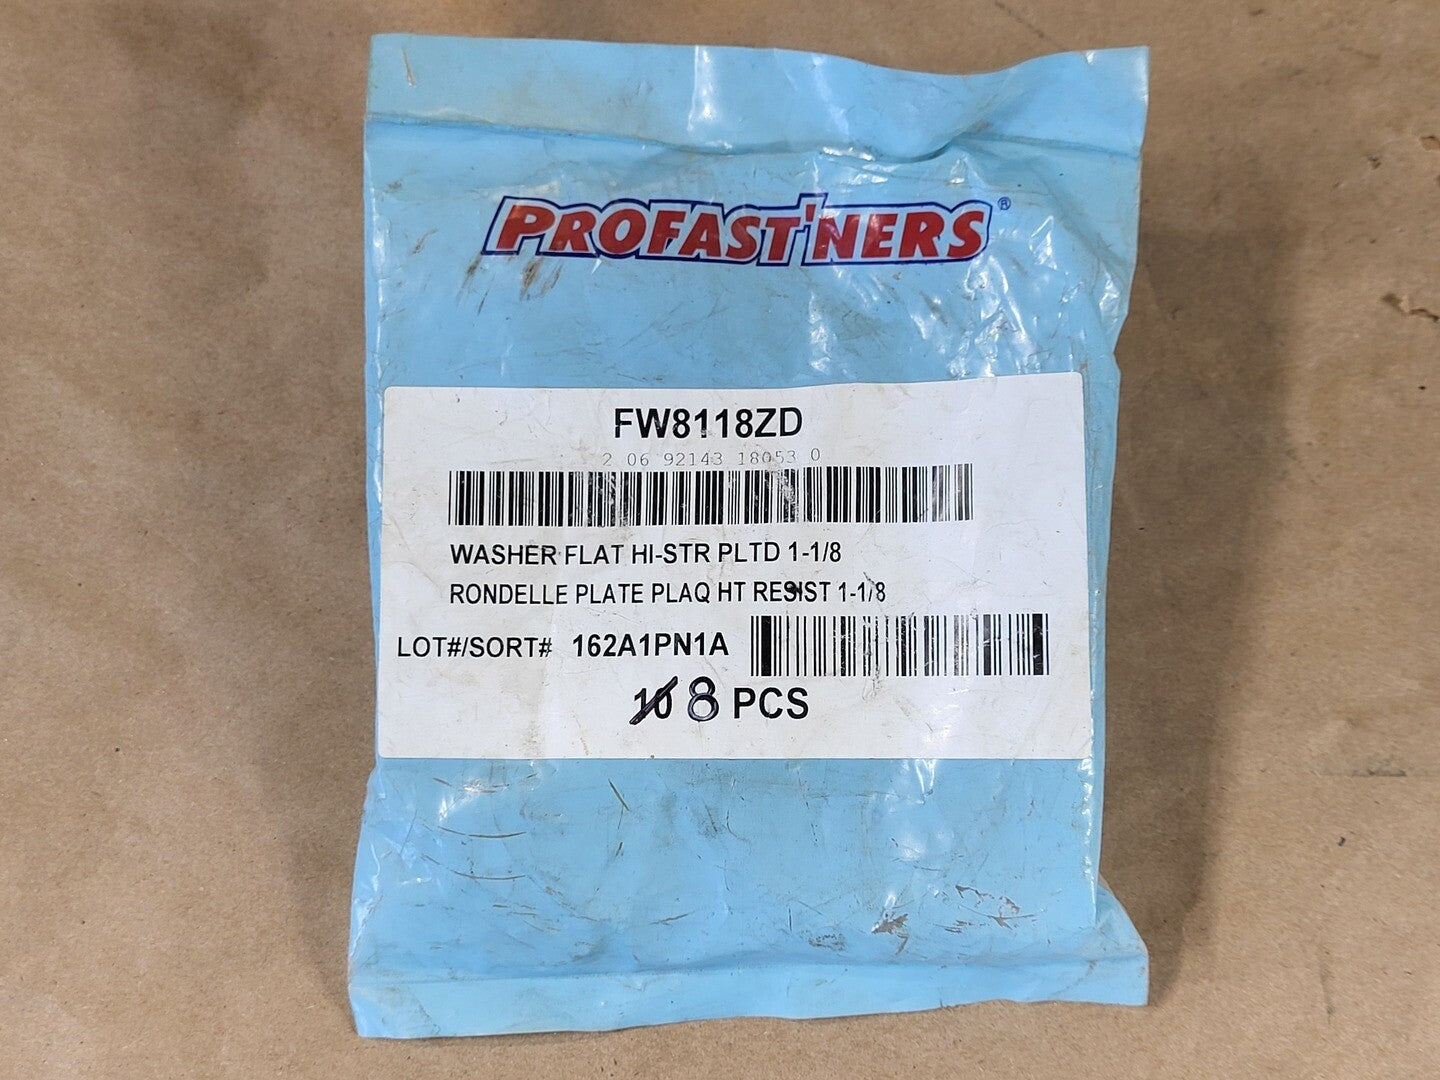 PROFAST'NERS®
FW8118ZD
2 06 92143 18053 0
WASHER FLAT HI-STR PLTD 1-1/8
RONDELLE PLATE PLAQ HT RESIST 1-1/8
LOT#/SORT# 162A1PN1A
10 8 PCS